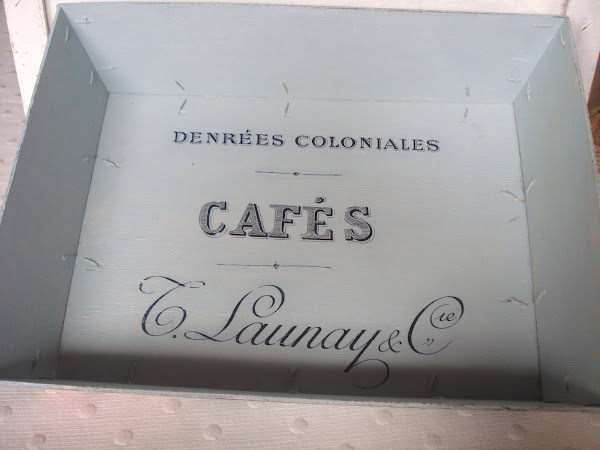 DENRÉES COLONIALES
CAFÉS
T. Launay & Cie